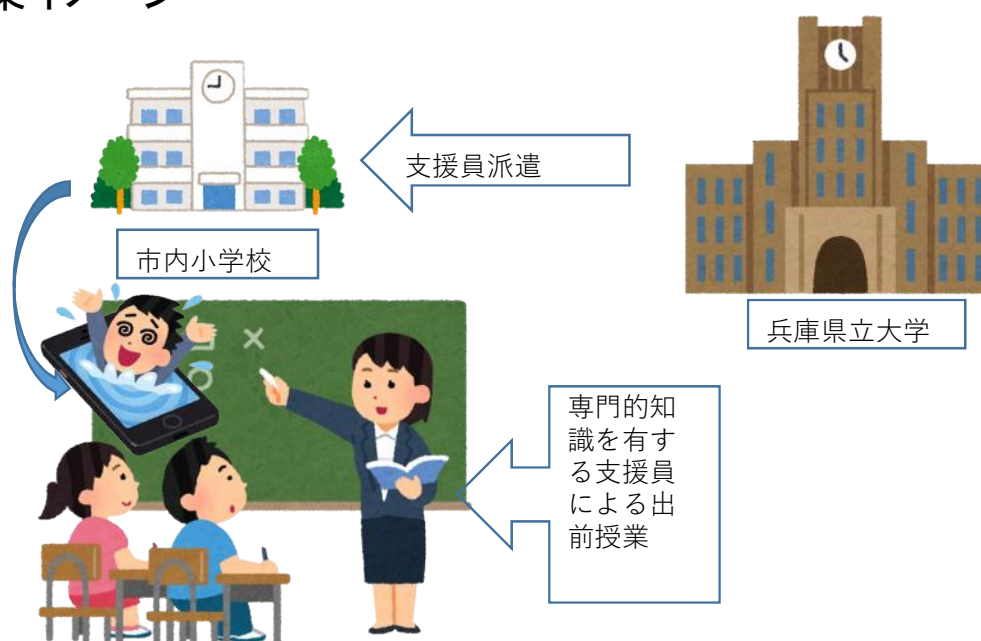 支援員派遣
市内小学校
兵庫県立大学
専門的知
識を有す
る支援員
による出
前授業